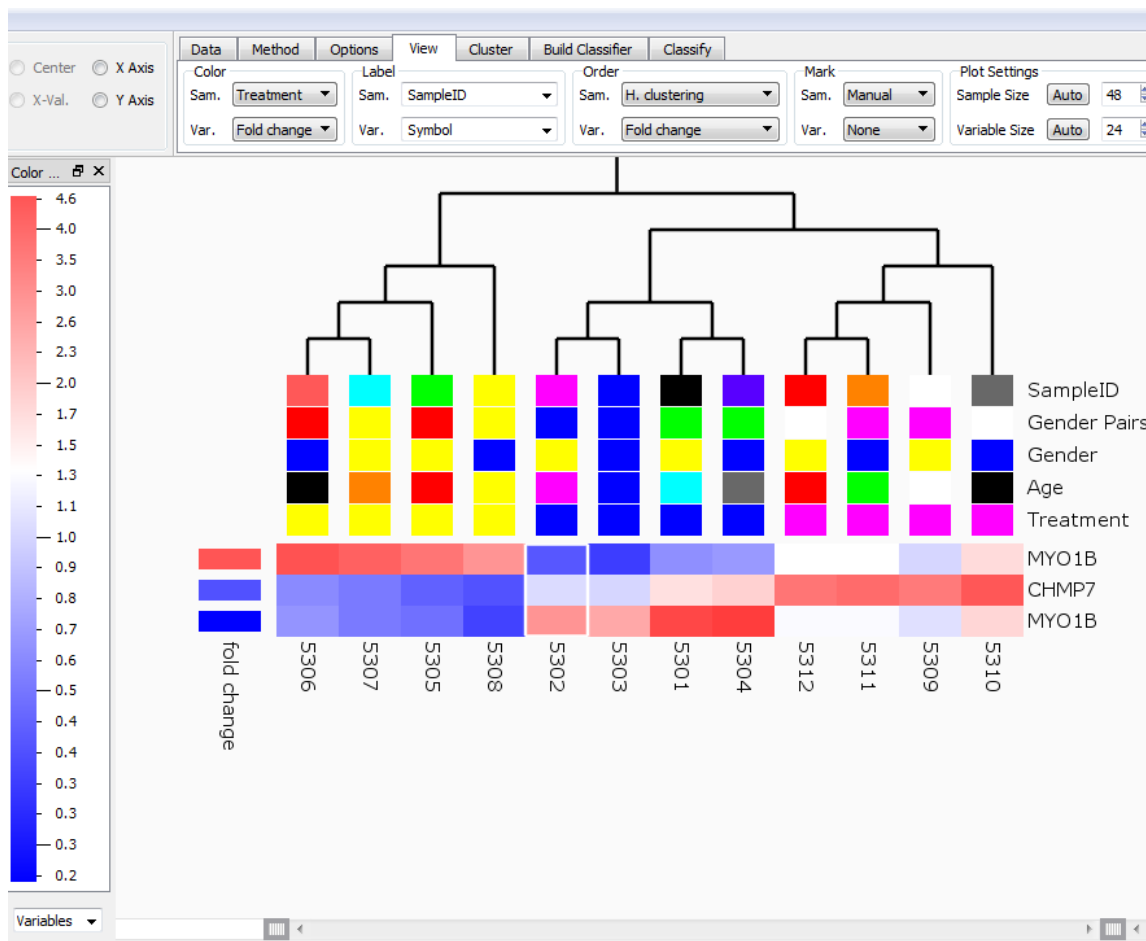 Data Method Options View Cluster Build Classifier Classify
Center X Axis
X-Val. Y Axis
Color Label Order Mark Plot Settings
Sam. Treatment Sam. SampleID Sam. H. clustering Sam. Manual Sample Size Auto 48
Var. Fold change Var. Symbol Var. Fold change Var. None Variable Size Auto 24
Color ...
4.6
4.0
3.5
3.0
2.6
2.3
2.0
1.7
1.5
1.3
1.1
1.0
0.9
0.8
0.7
0.6
0.5
0.4
0.4
0.3
0.3
0.3
0.2
Variables
SampleID
Gender Pairs
Gender
Age
Treatment
MYO1B
CHMP7
MYO1B
fold change 5306 5307 5305 5308 5302 5303 5301 5304 5312 5311 5309 5310